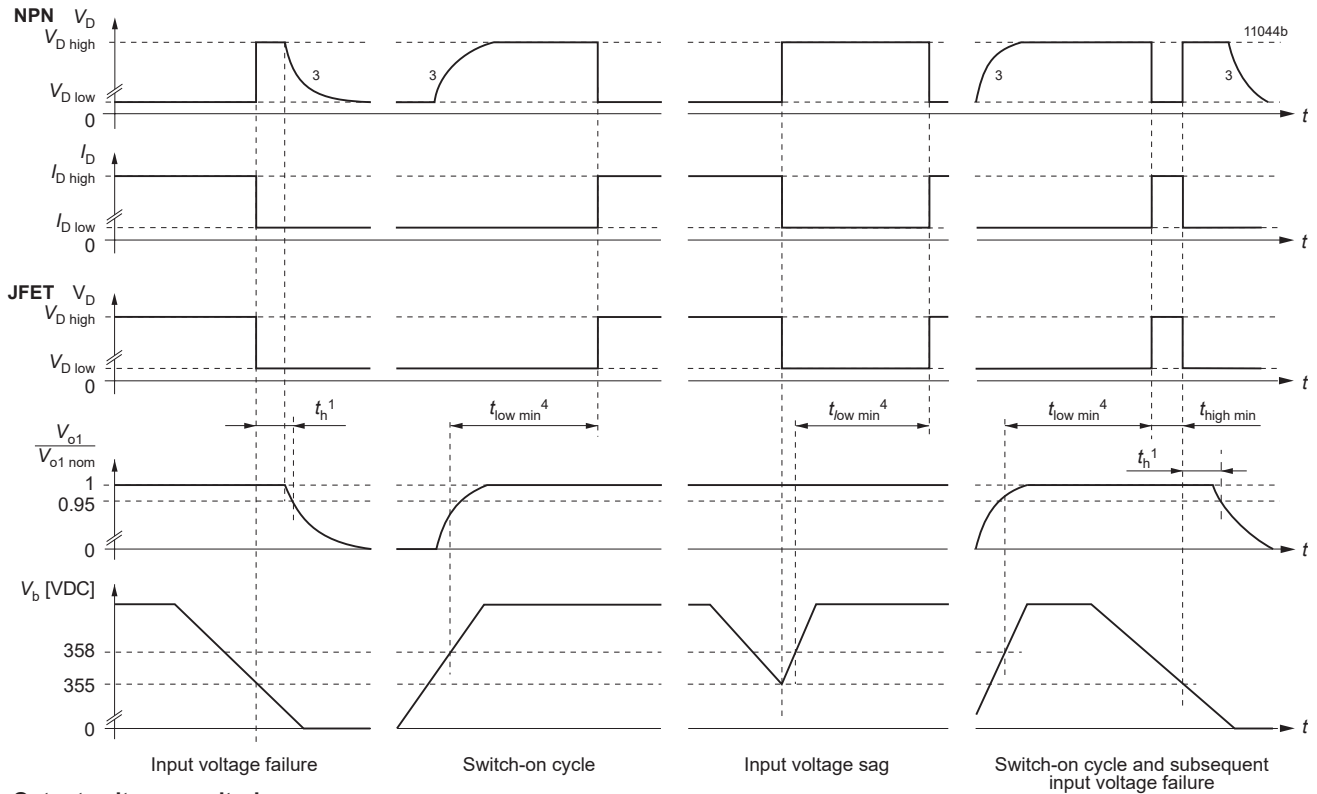 NPN V_D
V_D high
11044b
3
3
3
3
V_D low
0
t
I_D
I_D high
I_D low
0
t
JFET V_D
V_D high
V_D low
0
t
t_h^1
t_low min^4
t_low min^4
t_low min^4
t_high min
V_o1
V_o1 nom
t_h^1
1
0.95
0
t
V_b [VDC]
358
355
0
t
Input voltage failure
Switch-on cycle
Input voltage sag
Switch-on cycle and subsequent
input voltage failure